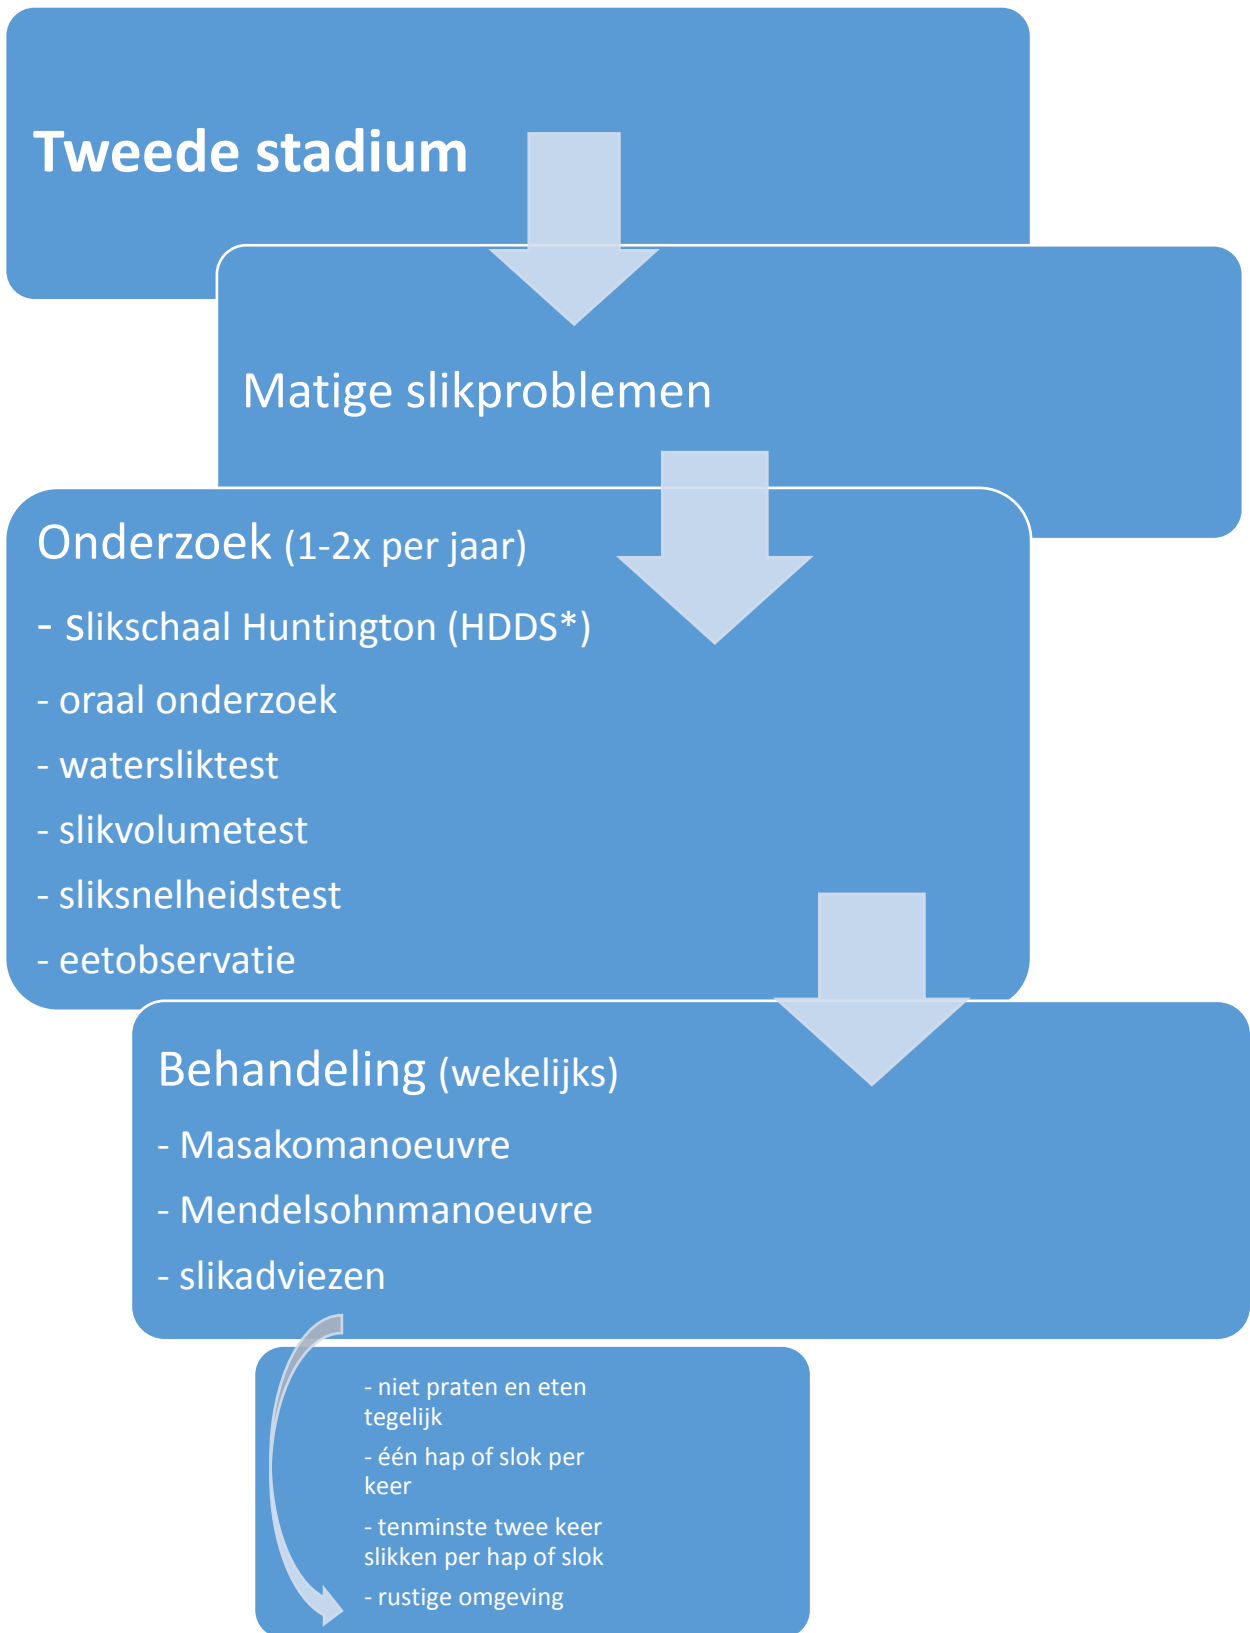 Tweede stadium
Matige slikproblemen
Onderzoek (1-2x per jaar)
- slikschaal Huntington (HDDS*)
- oraal onderzoek
- watersliktest
- slikvolumetest
- sliksnelheidstest
- eetobservatie
Behandeling (wekelijks)
- Masakomanoeuvre
- Mendelsohnmanoeuvre
- slikadviezen
- niet praten en eten
tegelijk
- één hap of slok per
keer
- tenminste twee keer
slikken per hap of slok
- rustige omgeving